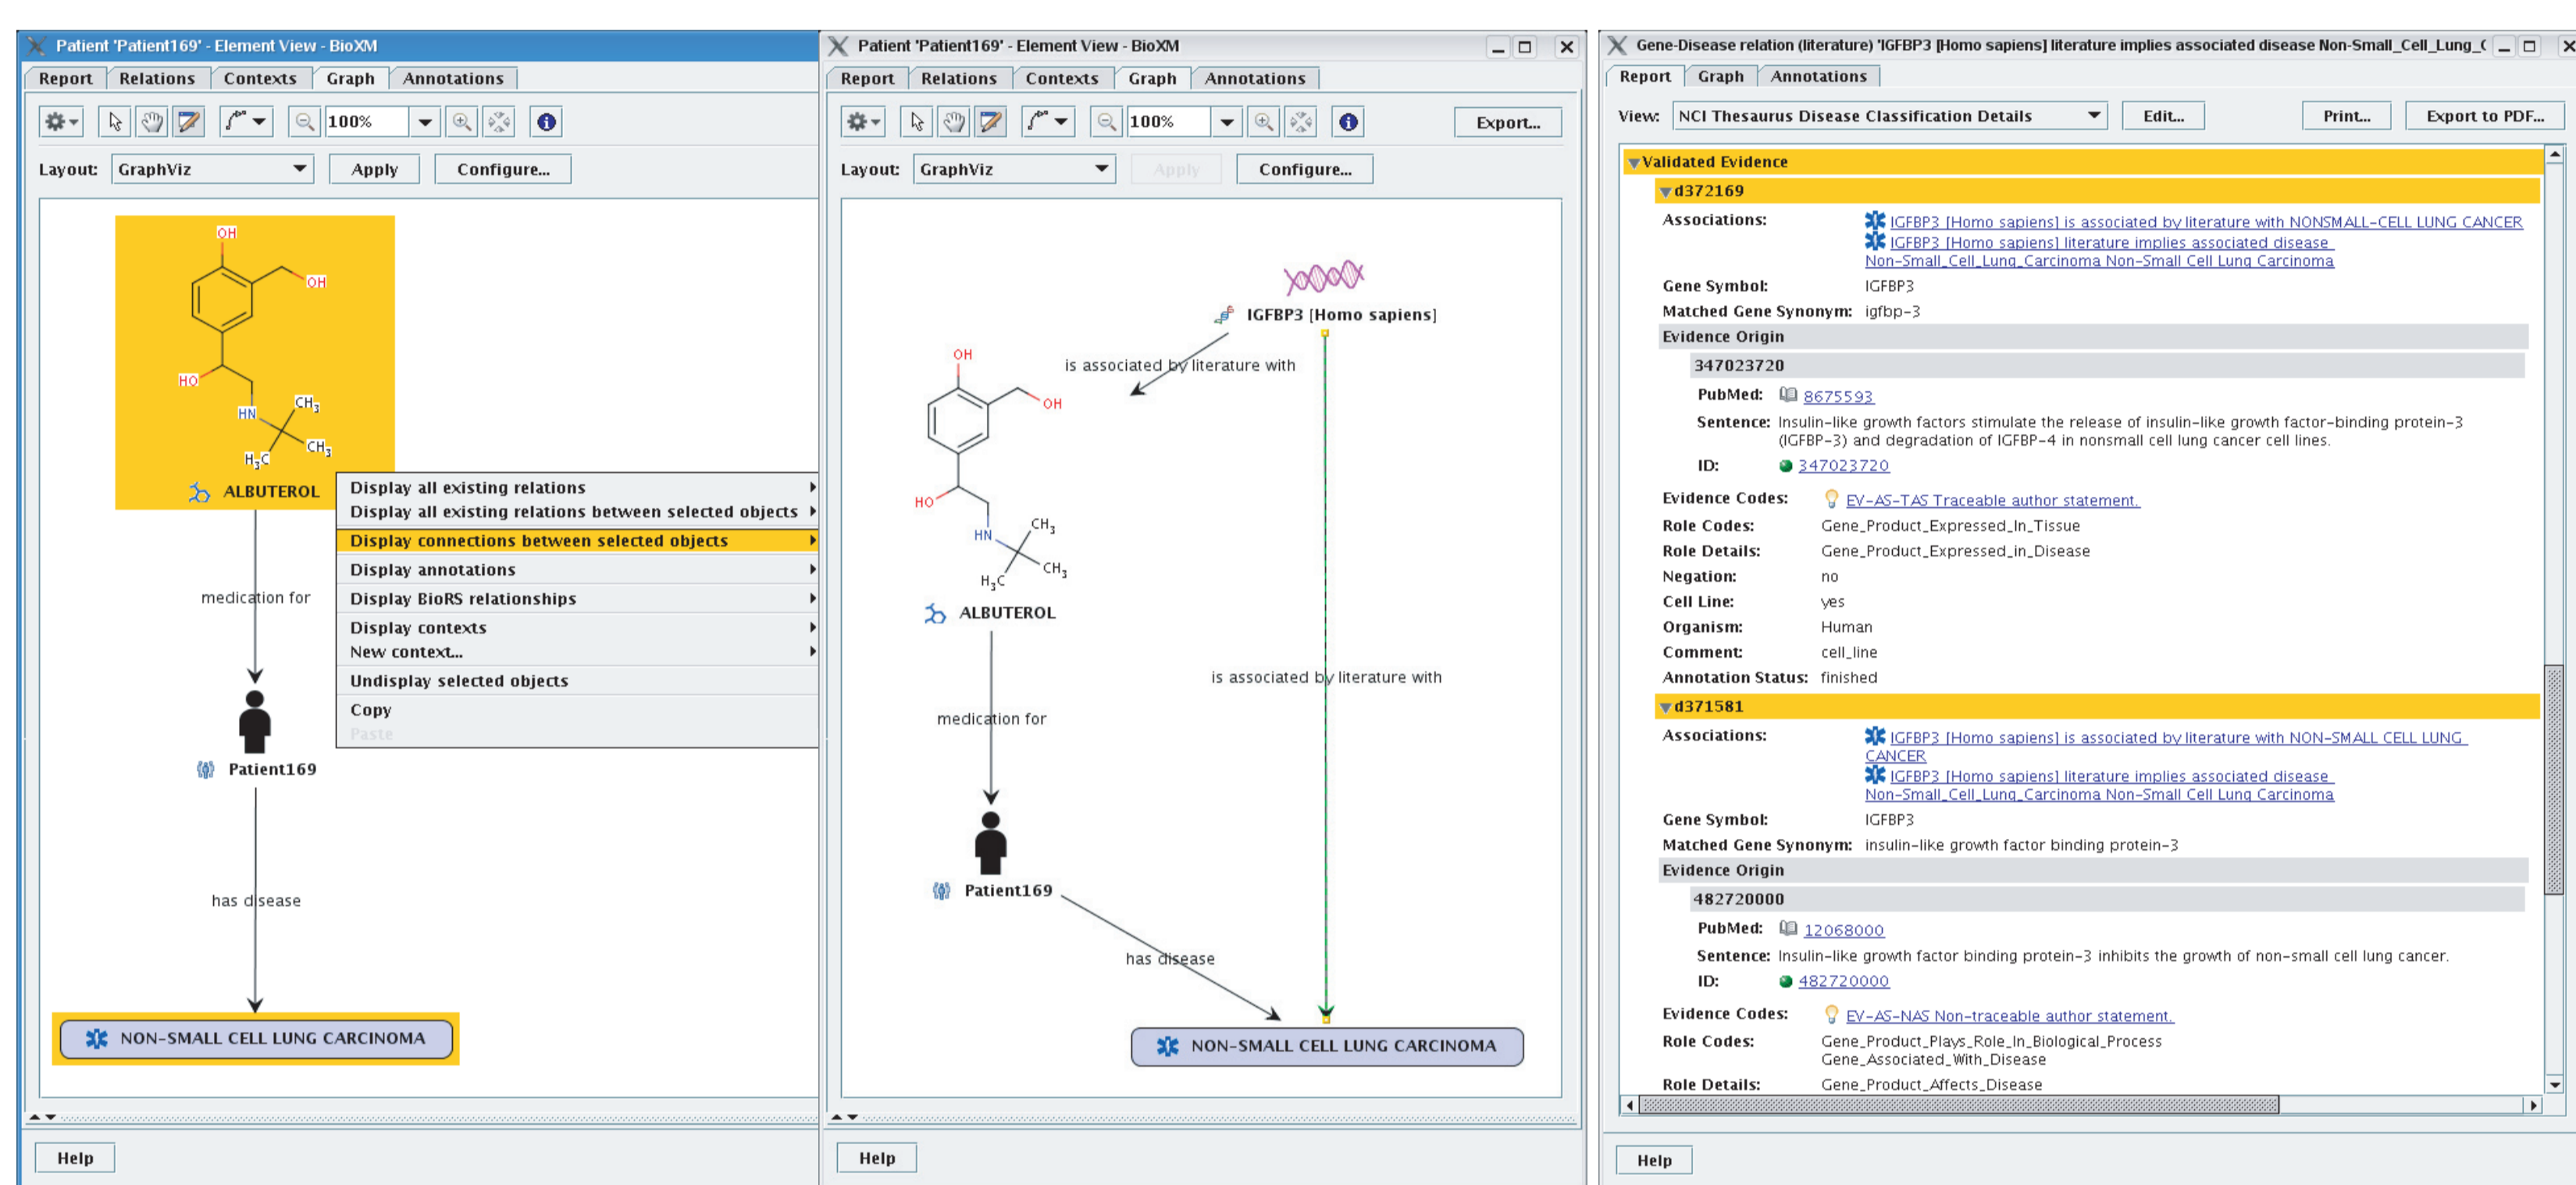 Patient 'Patient169' - Element View - BioXM
Report Relations Contexts Graph Annotations
100%
Layout: GraphViz Apply Configure...
OH
OH
HO
HN
CH3
CH3
H3C
ALBUTEROL
Display all existing relations
Display all existing relations between selected objects
Display connections between selected objects
Display annotations
Display BioRS relationships
Display contexts
New context...
Undisplay selected objects
Copy
Paste
medication for
Patient169
has disease
NON-SMALL CELL LUNG CARCINOMA
Help
Patient 'Patient169' - Element View - BioXM
Report Relations Contexts Graph Annotations
100%
Export...
Layout: GraphViz Apply Configure...
IGFBP3 [Homo sapiens]
is associated by literature with
OH
OH
HO
HN
CH3
CH3
H3C
ALBUTEROL
is associated by literature with
medication for
Patient169
has disease
NON-SMALL CELL LUNG CARCINOMA
Help
Gene-Disease relation (literature) 'IGFBP3 [Homo sapiens] literature implies associated disease Non-Small_Cell_Lung_(
Report Graph Annotations
View: NCI Thesaurus Disease Classification Details Edit... Print... Export to PDF...
Validated Evidence
d372169
Associations: IGFBP3 [Homo sapiens] is associated by literature with NONSMALL-CELL LUNG CANCER
IGFBP3 [Homo sapiens] literature implies associated disease
Non-Small_Cell_Lung_Carcinoma Non-Small Cell Lung Carcinoma
Gene Symbol: IGFBP3
Matched Gene Synonym: igfbp-3
Evidence Origin
347023720
PubMed: 8675593
Sentence: Insulin-like growth factors stimulate the release of insulin-like growth factor-binding protein-3
(IGFBP-3) and degradation of IGFBP-4 in nonsmall cell lung cancer cell lines.
ID: 347023720
Evidence Codes: EV-AS-TAS Traceable author statement.
Role Codes: Gene_Product_Expressed_In_Tissue
Role Details: Gene_Product_Expressed_in_Disease
Negation: no
Cell Line: yes
Organism: Human
Comment: cell_line
Annotation Status: finished
d371581
Associations: IGFBP3 [Homo sapiens] is associated by literature with NON-SMALL CELL LUNG
CANCER
IGFBP3 [Homo sapiens] literature implies associated disease
Non-Small_Cell_Lung_Carcinoma Non-Small Cell Lung Carcinoma
Gene Symbol: IGFBP3
Matched Gene Synonym: insulin-like growth factor binding protein-3
Evidence Origin
482720000
PubMed: 12068000
Sentence: Insulin-like growth factor binding protein-3 inhibits the growth of non-small cell lung cancer.
ID: 482720000
Evidence Codes: EV-AS-NAS Non-traceable author statement.
Role Codes: Gene_Product_Plays_Role_In_Biological_Process
Gene_Associated_With_Disease
Role Details: Gene_Product_Affects_Disease
Help